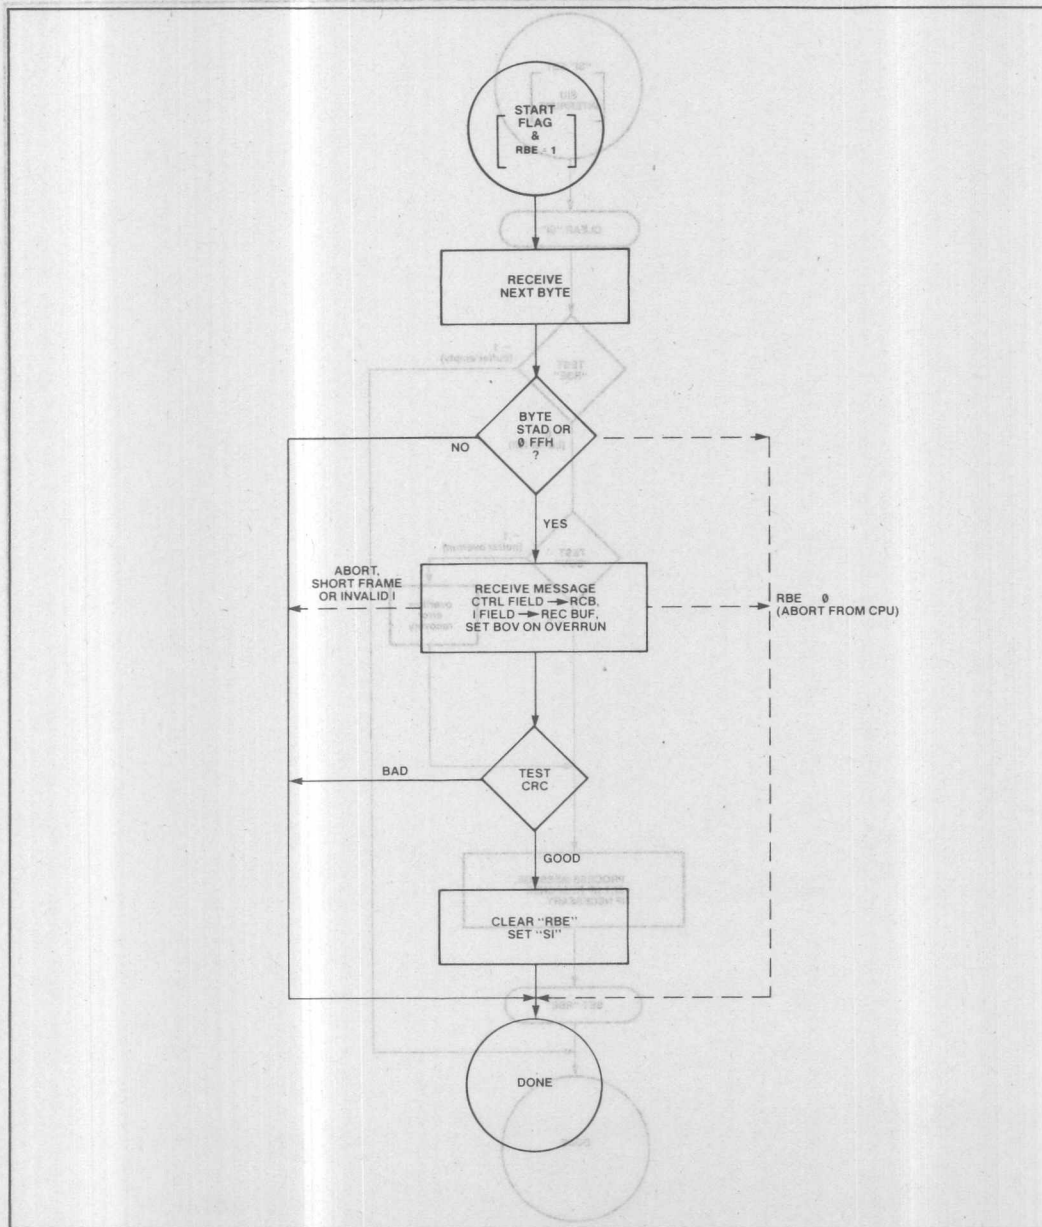 START
FLAG
&
RBE - 1
RECEIVE
NEXT BYTE
BYTE
STAD OR
0 FFH
?
NO
YES
ABORT,
SHORT FRAME
OR INVALID I
RECEIVE MESSAGE
CTRL FIELD → RCB,
I FIELD → REC BUF,
SET BOV ON OVERRUN
RBE 0
(ABORT FROM CPU)
BAD
TEST
CRC
GOOD
CLEAR "RBE"
SET "SI"
DONE